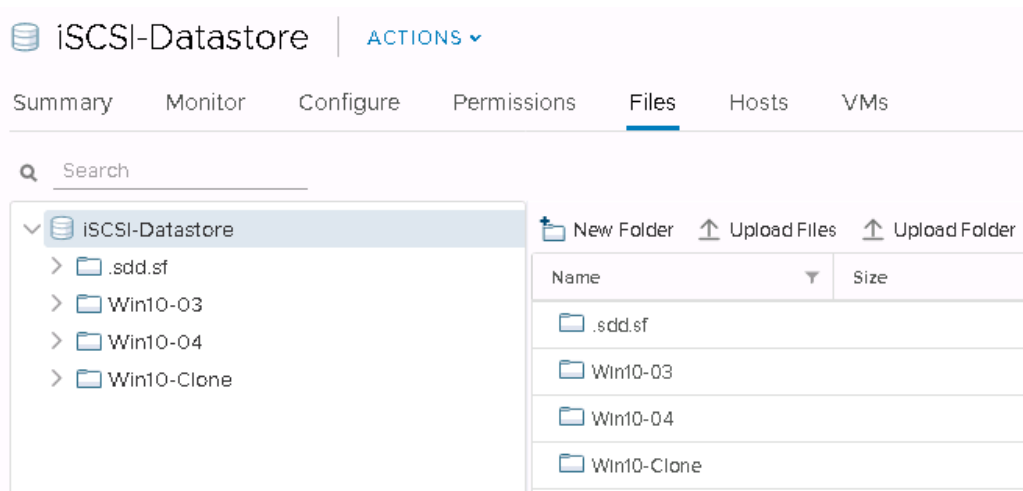 iSCSI-Datastore ACTIONS
Summary Monitor Configure Permissions Files Hosts VMs
Search
iSCSI-Datastore
.sdd.sf
Win10-03
Win10-04
Win10-Clone
New Folder Upload Files Upload Folder
Name Size
.sdd.sf
Win10-03
Win10-04
Win10-Clone